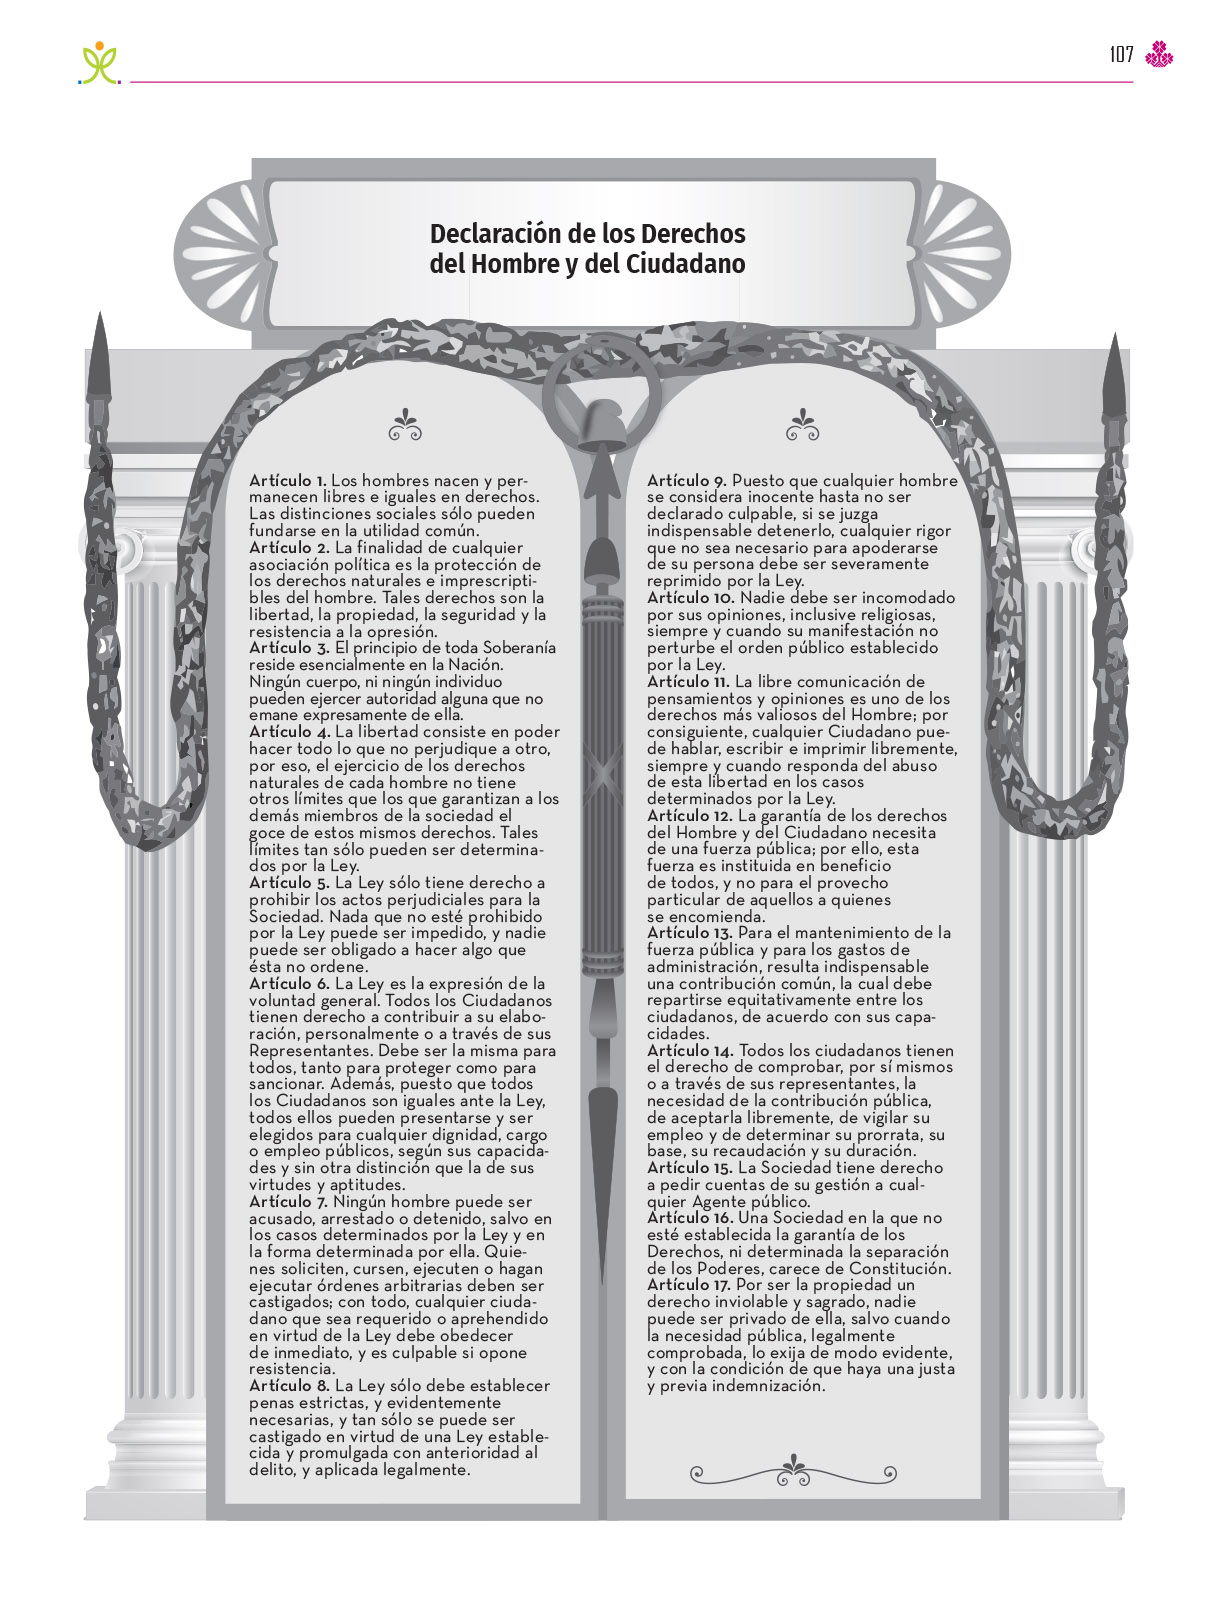 107
Declaración de los Derechos
del Hombre y del Ciudadano
Artículo 1. Los hombres nacen y per-
manecen libres e iguales en derechos.
Las distinciones sociales sólo pueden
fundarse en la utilidad común.
Artículo 2. La finalidad de cualquier
asociación política es la protección de
los derechos naturales e imprescripti-
bles del hombre. Tales derechos son la
libertad, la propiedad, la seguridad y la
resistencia a la opresión.
Artículo 3. El principio de toda Soberanía
reside esencialmente en la Nación.
Ningún cuerpo, ni ningún individuo
pueden ejercer autoridad alguna que no
emane expresamente de ella.
Artículo 4. La libertad consiste en poder
hacer todo lo que no perjudique a otro,
por eso, el ejercicio de los derechos
naturales de cada hombre no tiene
otros límites que los que garantizan a los
demás miembros de la sociedad el
goce de estos mismos derechos. Tales
límites tan sólo pueden ser determina-
dos por la Ley.
Artículo 5. La Ley sólo tiene derecho a
prohibir los actos perjudiciales para la
Sociedad. Nada que no esté prohibido
por la Ley puede ser impedido, y nadie
puede ser obligado a hacer algo que
ésta no ordene.
Artículo 6. La Ley es la expresión de la
voluntad general. Todos los Ciudadanos
tienen derecho a contribuir a su elabo-
ración, personalmente o a través de sus
Representantes. Debe ser la misma para
todos, tanto para proteger como para
sancionar. Además, puesto que todos
los Ciudadanos son iguales ante la Ley,
todos ellos pueden presentarse y ser
elegidos para cualquier dignidad, cargo
o empleo públicos, según sus capacida-
des y sin otra distinción que la de sus
virtudes y aptitudes.
Artículo 7. Ningún hombre puede ser
acusado, arrestado o detenido, salvo en
los casos determinados por la Ley y en
la forma determinada por ella. Quie-
nes soliciten, cursen, ejecuten o hagan
ejecutar órdenes arbitrarias deben ser
castigados; con todo, cualquier ciuda-
dano que sea requerido o aprehendido
en virtud de la Ley debe obedecer
de inmediato, y es culpable si opone
resistencia.
Artículo 8. La Ley sólo debe establecer
penas estrictas, y evidentemente
necesarias, y tan sólo se puede ser
castigado en virtud de una Ley estable-
cida y promulgada con anterioridad al
delito, y aplicada legalmente.
Artículo 9. Puesto que cualquier hombre
se considera inocente hasta no ser
declarado culpable, si se juzga
indispensable detenerlo, cualquier rigor
que no sea necesario para apoderarse
de su persona debe ser severamente
reprimido por la Ley.
Artículo 10. Nadie debe ser incomodado
por sus opiniones, inclusive religiosas,
siempre y cuando su manifestación no
perturbe el orden público establecido
por la Ley.
Artículo 11. La libre comunicación de
pensamientos y opiniones es uno de los
derechos más valiosos del Hombre; por
consiguiente, cualquier Ciudadano pue-
de hablar, escribir e imprimir libremente,
siempre y cuando responda del abuso
de esta libertad en los casos
determinados por la Ley.
Artículo 12. La garantía de los derechos
del Hombre y del Ciudadano necesita
de una fuerza pública; por ello, esta
fuerza es instituida en beneficio
de todos, y no para el provecho
particular de aquellos a quienes
se encomienda.
Artículo 13. Para el mantenimiento de la
fuerza pública y para los gastos de
administración, resulta indispensable
una contribución común, la cual debe
repartirse equitativamente entre los
ciudadanos, de acuerdo con sus capa-
cidades.
Artículo 14. Todos los ciudadanos tienen
el derecho de comprobar, por sí mismos
o a través de sus representantes, la
necesidad de la contribución pública,
de aceptarla libremente, de vigilar su
empleo y de determinar su prorrata, su
base, su recaudación y su duración.
Artículo 15. La Sociedad tiene derecho
a pedir cuentas de su gestión a cual-
quier Agente público.
Artículo 16. Una Sociedad en la que no
esté establecida la garantía de los
Derechos, ni determinada la separación
de los Poderes, carece de Constitución.
Artículo 17. Por ser la propiedad un
derecho inviolable y sagrado, nadie
puede ser privado de ella, salvo cuando
la necesidad pública, legalmente
comprobada, lo exija de modo evidente,
y con la condición de que haya una justa
y previa indemnización.